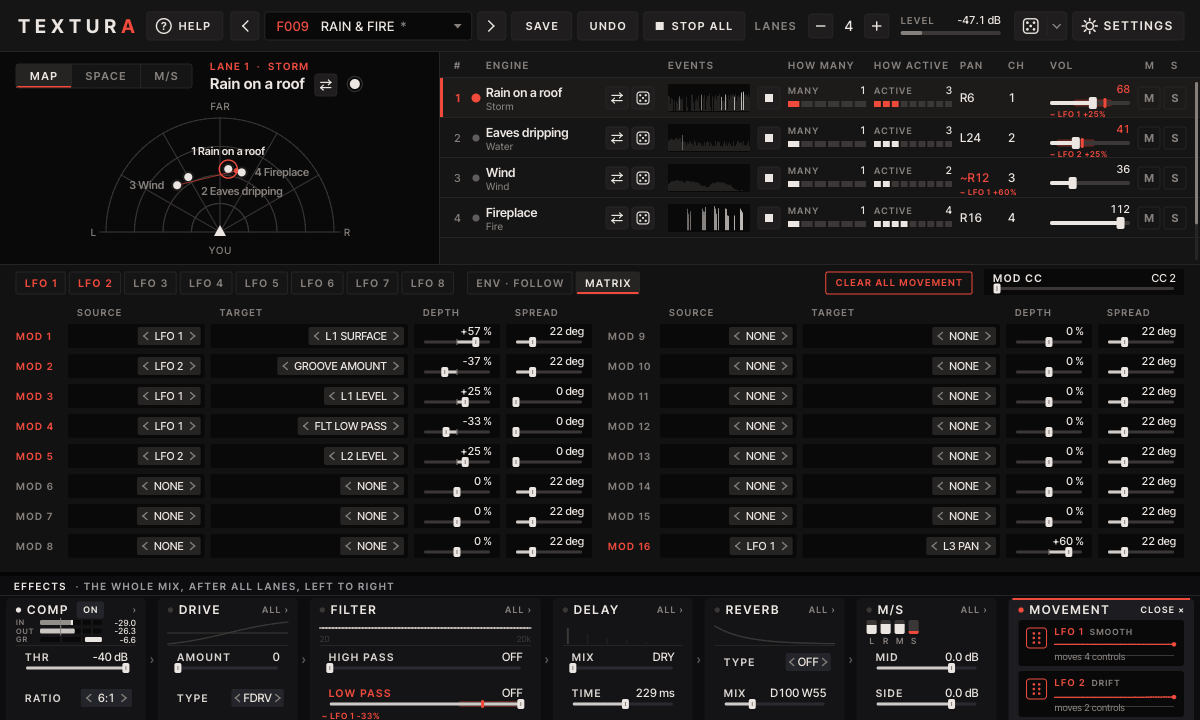 TEXTURA HELP F009 RAIN & FIRE * SAVE UNDO STOP ALL LANES 4 LEVEL -47.1 dB SETTINGS
MAP SPACE M/S
LANE 1 · STORM
Rain on a roof
FAR
1 Rain on a roof
4 Fireplace
3 Wind
2 Eaves dripping
L R
YOU
# ENGINE EVENTS HOW MANY HOW ACTIVE PAN CH VOL M S
1 Rain on a roof MANY 1 ACTIVE 3 R6 1 68 M S
Storm ~ LFO 1 +25%
2 Eaves dripping MANY 1 ACTIVE 3 L24 2 41 M S
Water ~ LFO 2 +25%
3 Wind MANY 1 ACTIVE 2 ~R12 3 36 M S
Wind ~ LFO 1 +60%
4 Fireplace MANY 1 ACTIVE 4 R16 4 112 M S
Fire
LFO 1 LFO 2 LFO 3 LFO 4 LFO 5 LFO 6 LFO 7 LFO 8 ENV · FOLLOW MATRIX CLEAR ALL MOVEMENT MOD CC CC 2
SOURCE TARGET DEPTH SPREAD SOURCE TARGET DEPTH SPREAD
MOD 1 LFO 1 L1 SURFACE +57 % 22 deg MOD 9 NONE NONE 0 % 22 deg
MOD 2 LFO 2 GROOVE AMOUNT -37 % 22 deg MOD 10 NONE NONE 0 % 22 deg
MOD 3 LFO 1 L1 LEVEL +25 % 0 deg MOD 11 NONE NONE 0 % 22 deg
MOD 4 LFO 1 FLT LOW PASS -33 % 0 deg MOD 12 NONE NONE 0 % 22 deg
MOD 5 LFO 2 L2 LEVEL +25 % 0 deg MOD 13 NONE NONE 0 % 22 deg
MOD 6 NONE NONE 0 % 22 deg MOD 14 NONE NONE 0 % 22 deg
MOD 7 NONE NONE 0 % 22 deg MOD 15 NONE NONE 0 % 22 deg
MOD 8 NONE NONE 0 % 22 deg MOD 16 LFO 1 L3 PAN +60 % 22 deg
EFFECTS · THE WHOLE MIX, AFTER ALL LANES, LEFT TO RIGHT
COMP ON ›
IN -29.0
OUT -26.3
GR -6.6
THR -40 dB
RATIO 6:1
DRIVE ALL ›
AMOUNT 0
TYPE FDRV
FILTER ALL ›
20 20k
HIGH PASS OFF
LOW PASS OFF
~ LFO 1 -33%
DELAY ALL ›
MIX DRY
TIME 229 ms
REVERB ALL ›
TYPE OFF
MIX D100 W55
M/S ALL ›
L R M S
MID 0.0 dB
SIDE 0.0 dB
MOVEMENT CLOSE ×
LFO 1 SMOOTH
moves 4 controls
LFO 2 DRIFT
moves 2 controls